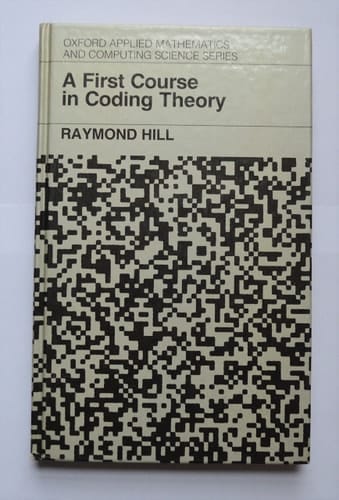 OXFORD APPLIED MATHEMATICS
AND COMPUTING SCIENCE SERIES
A First Course
in Coding Theory
RAYMOND HILL